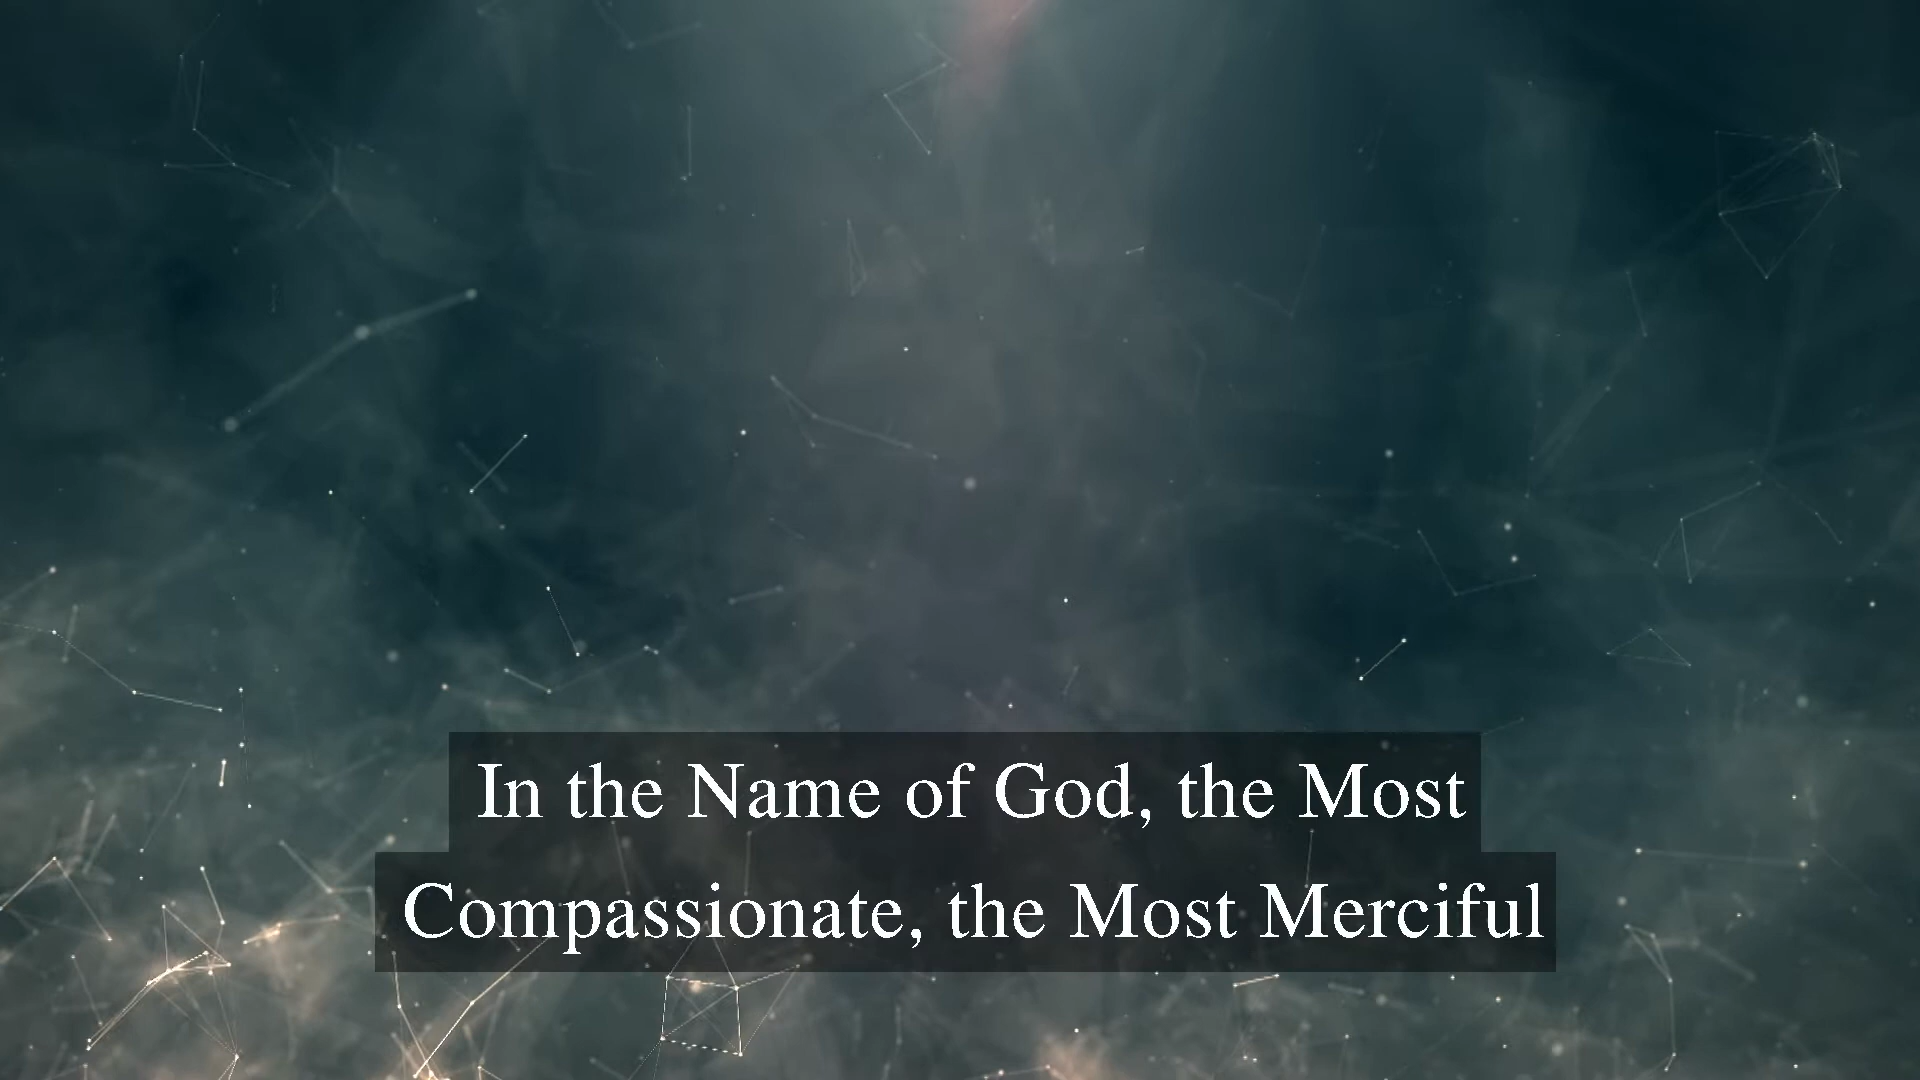 In the Name of God, the Most
Compassionate, the Most Merciful